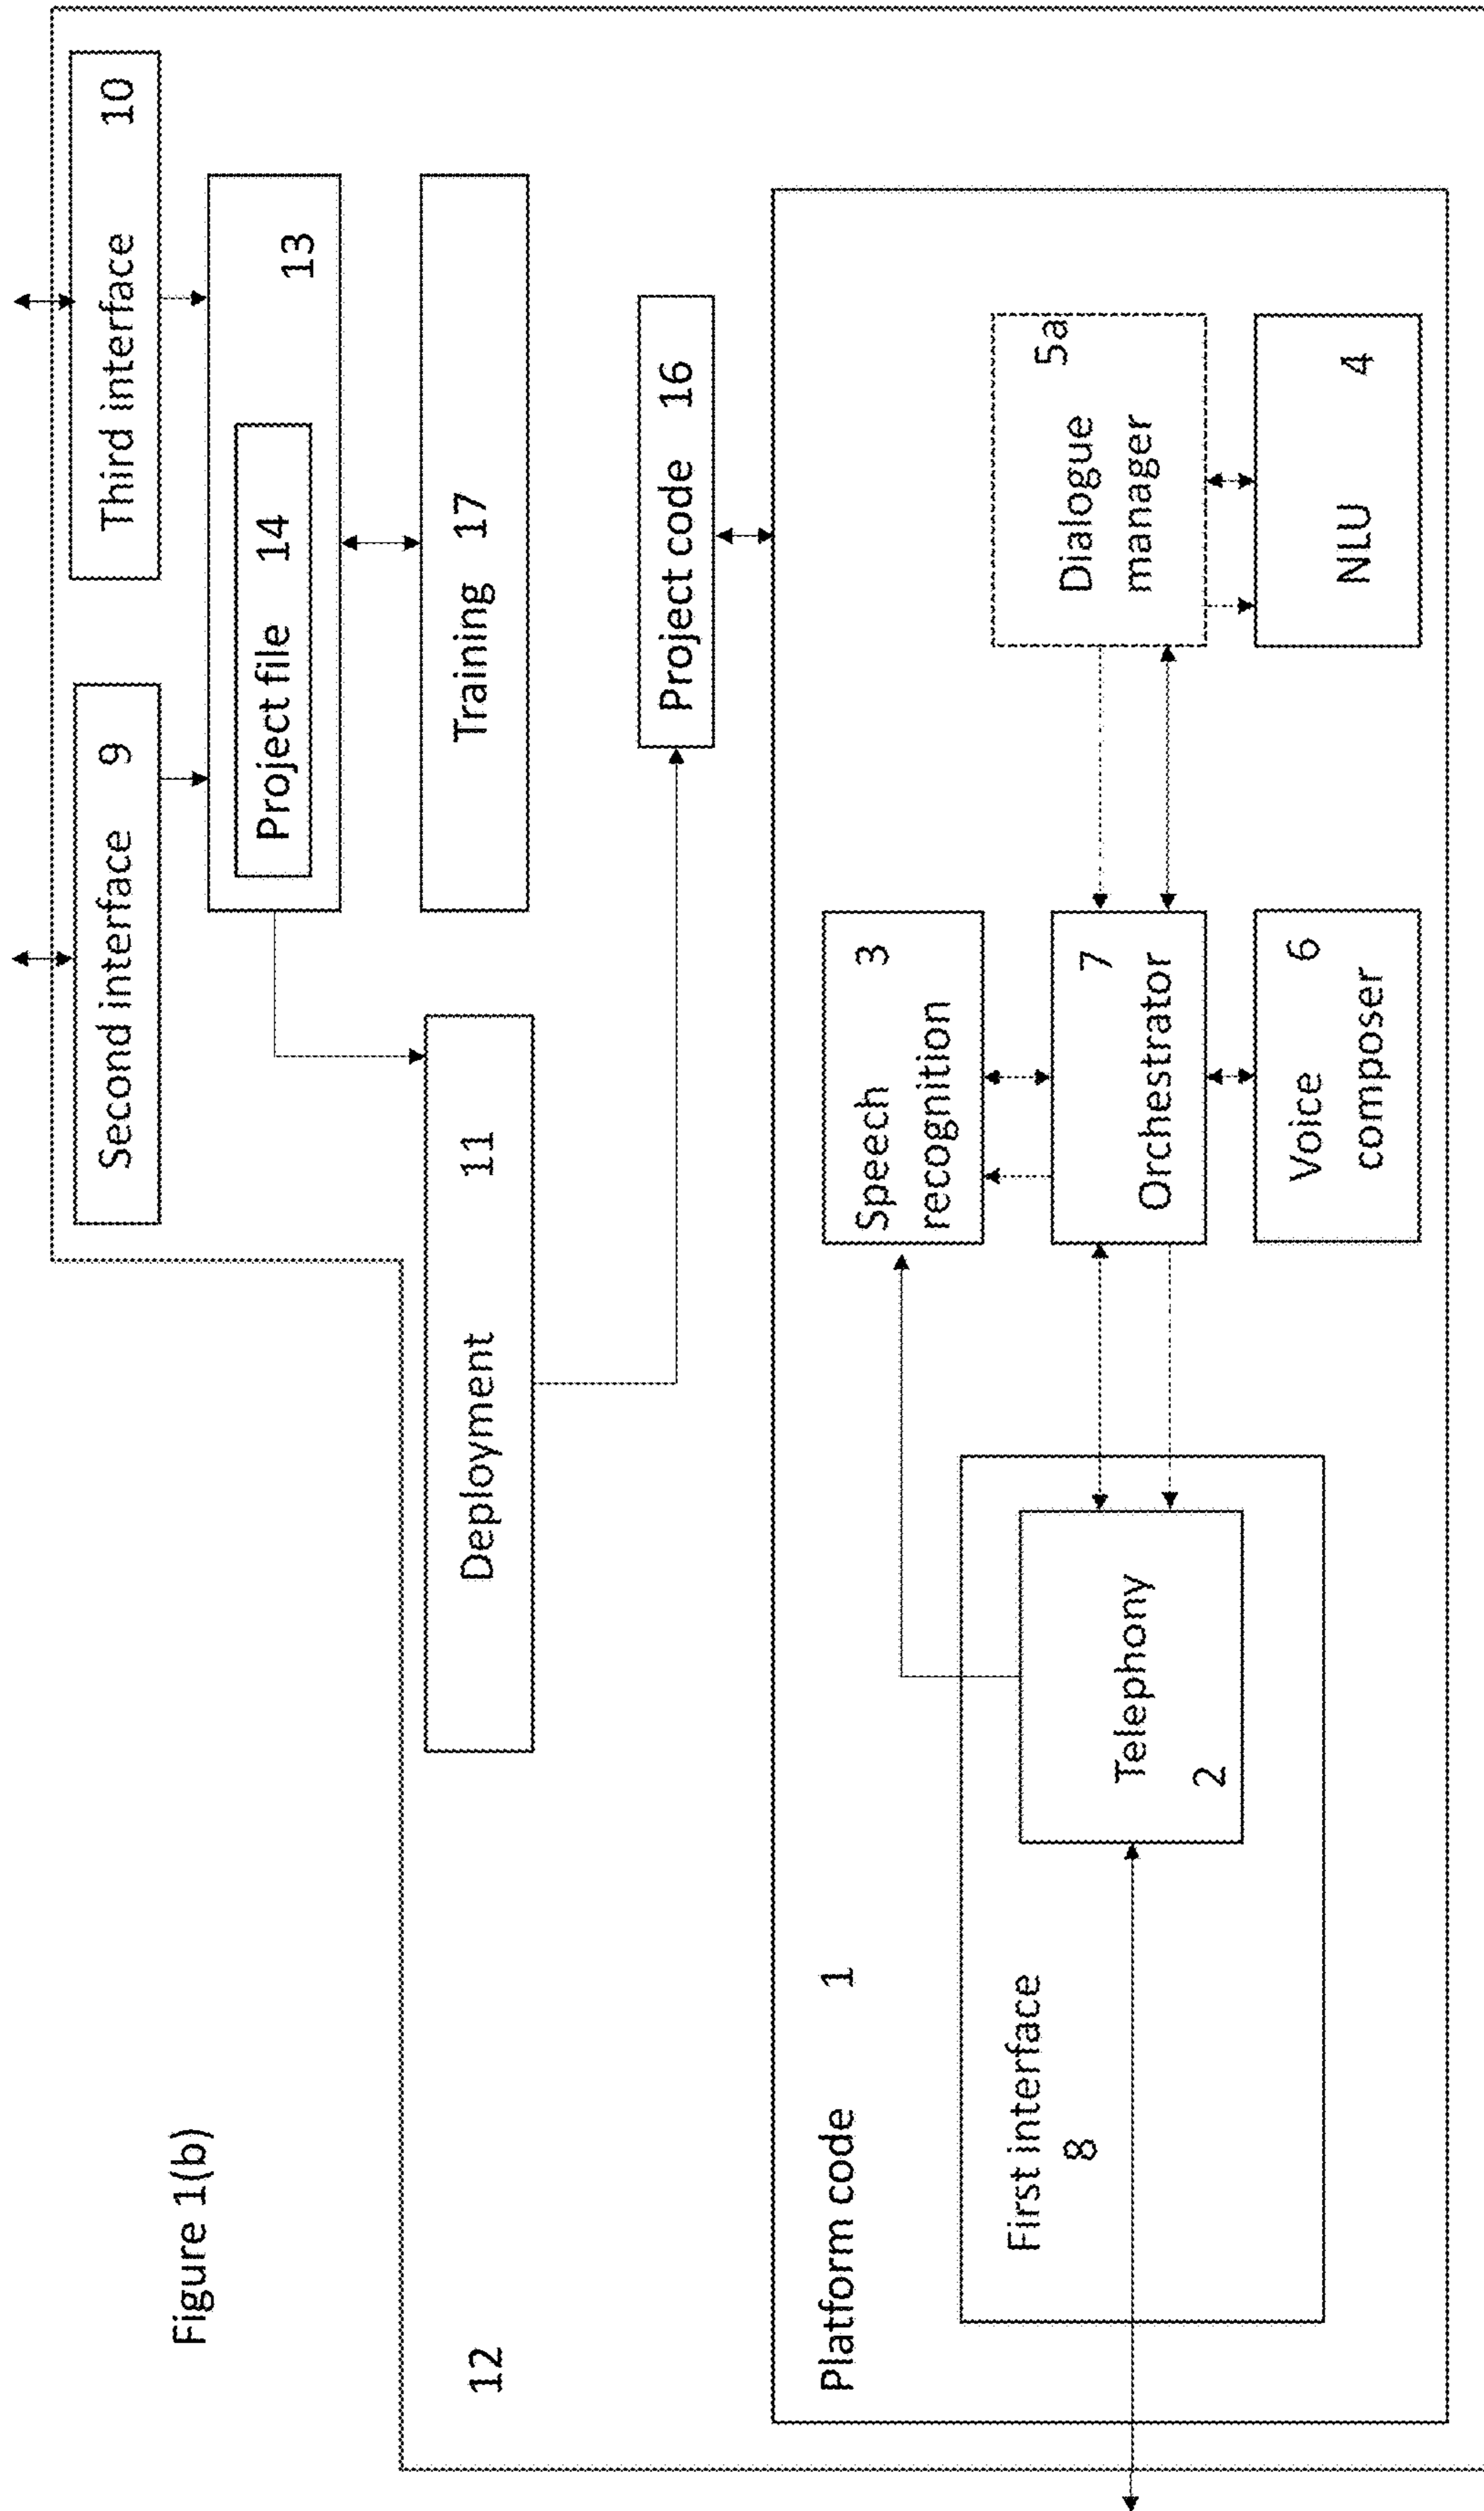 Figure 1(b)
Second interface 9
Third interface 10
13
Project file 14
12
Deployment 11
Training 17
Project code 16
Platform code 1
First interface
8
Telephony
2
Speech 3
recognition
7
Orchestrator
Voice 6
composer
5a
Dialogue
manager
NLU 4